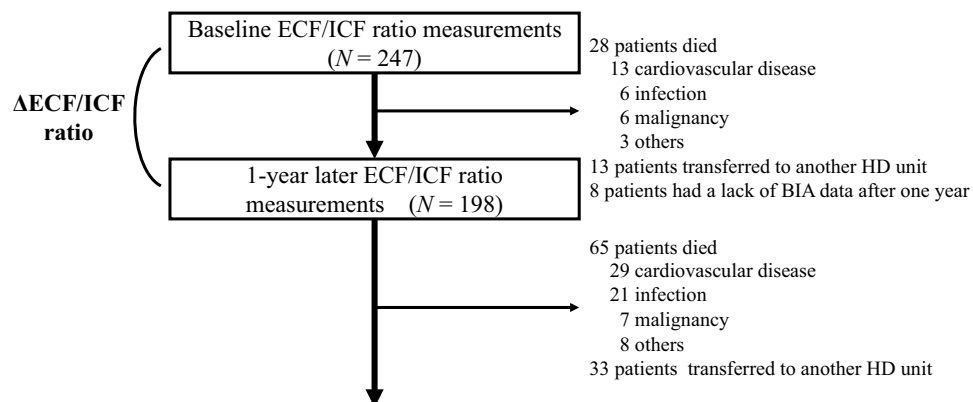 Baseline ECF/ICF ratio measurements
(N = 247)
28 patients died
13 cardiovascular disease
6 infection
6 malignancy
3 others
13 patients transferred to another HD unit
8 patients had a lack of BIA data after one year
ΔECF/ICF
ratio
1-year later ECF/ICF ratio
measurements (N = 198)
65 patients died
29 cardiovascular disease
21 infection
7 malignancy
8 others
33 patients transferred to another HD unit